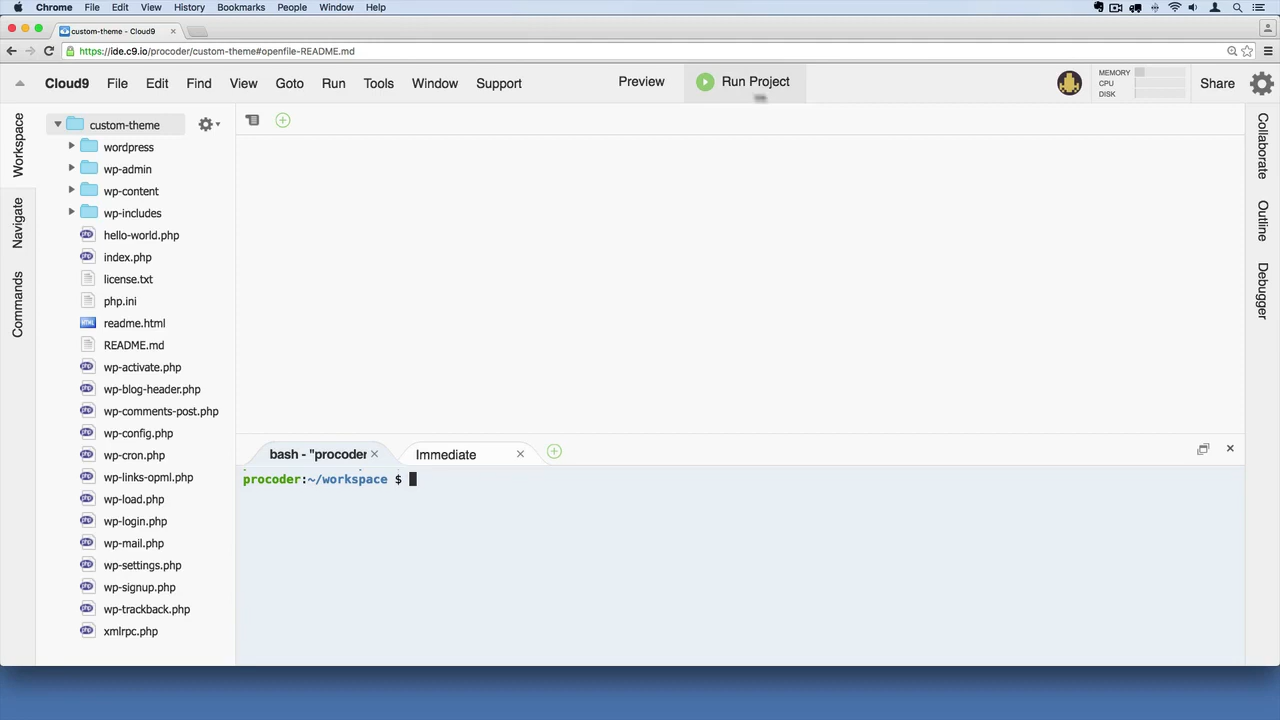 Chrome File Edit View History Bookmarks People Window Help
custom-theme - Cloud9
https://ide.c9.io/procoder/custom-theme#openfile-README.md
Cloud9 File Edit Find View Goto Run Tools Window Support Preview Run Project MEMORY CPU DISK Share
Workspace
Navigate
Commands
custom-theme
wordpress
wp-admin
wp-content
wp-includes
hello-world.php
index.php
license.txt
php.ini
readme.html
README.md
wp-activate.php
wp-blog-header.php
wp-comments-post.php
wp-config.php
wp-cron.php
wp-links-opml.php
wp-load.php
wp-login.php
wp-mail.php
wp-settings.php
wp-signup.php
wp-trackback.php
xmlrpc.php
bash - "procoder Immediate
procoder:~/workspace $
Collaborate
Outline
Debugger